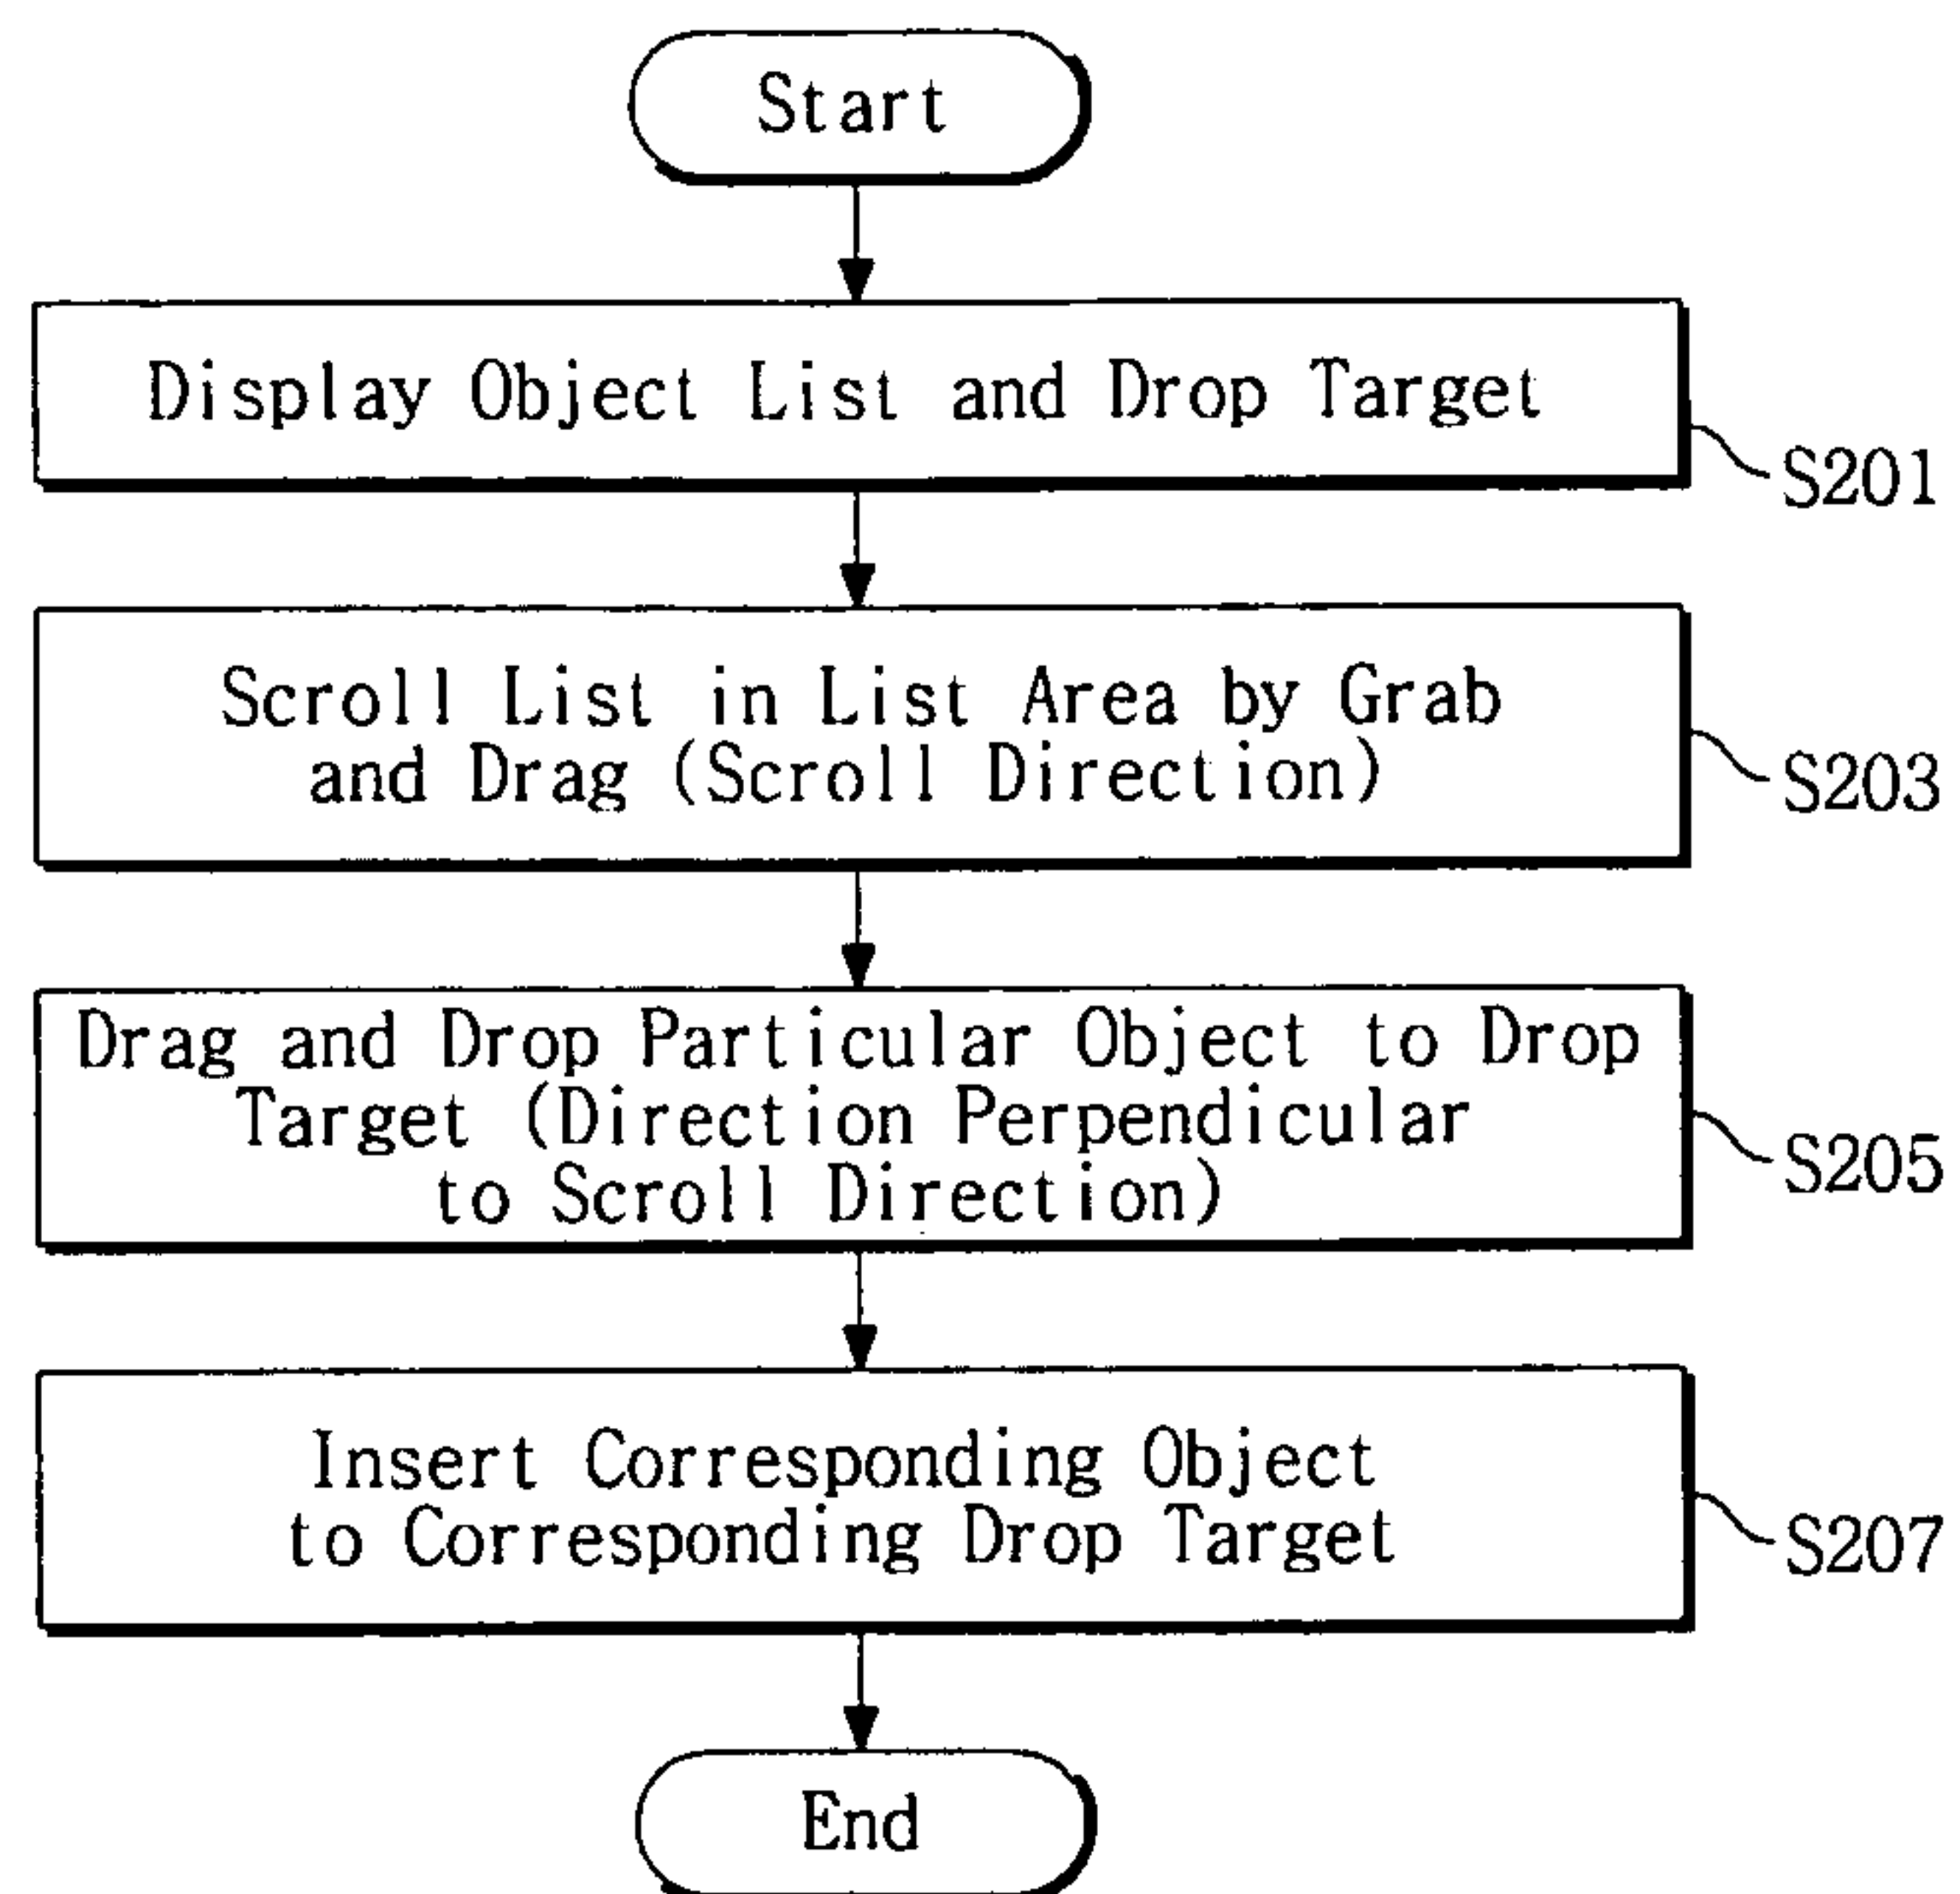 Start
Display Object List and Drop Target
S201
Scroll List in List Area by Grab
and Drag (Scroll Direction)
S203
Drag and Drop Particular Object to Drop
Target (Direction Perpendicular
to Scroll Direction)
S205
Insert Corresponding Object
to Corresponding Drop Target
S207
End